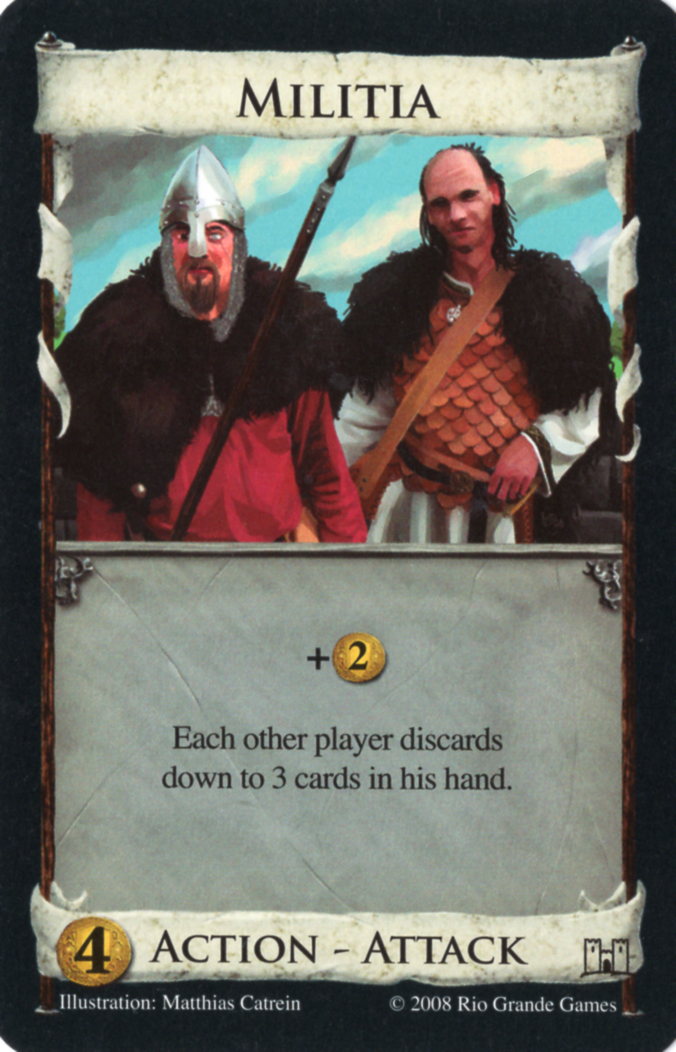 MILITIA
+2
Each other player discards
down to 3 cards in his hand.
4 ACTION - ATTACK
Illustration: Matthias Catrein © 2008 Rio Grande Games